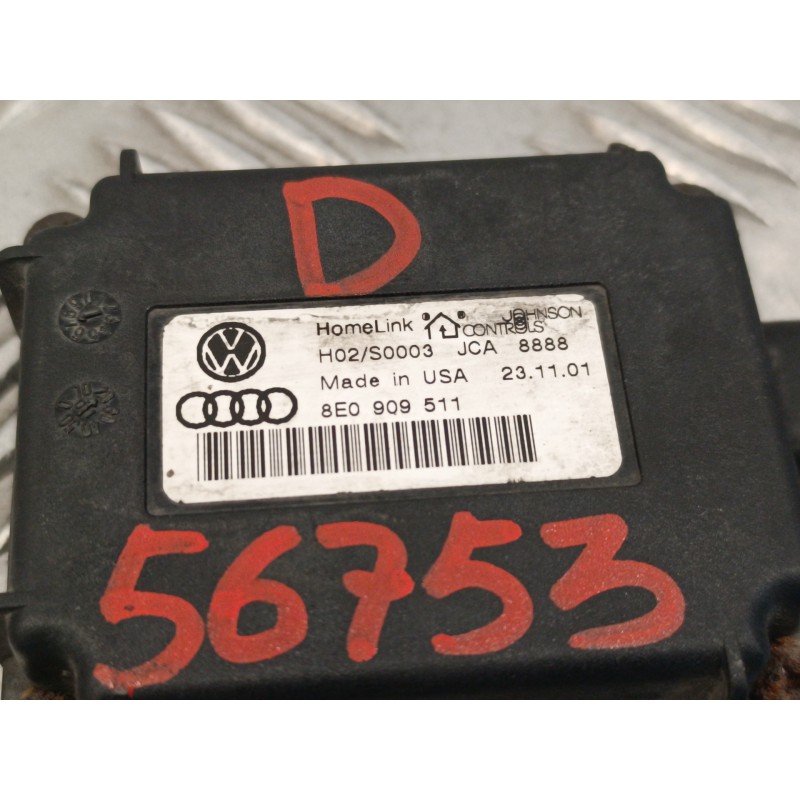 D
HomeLink JOHNSON CONTROLS
H02/S0003 JCA 8888
Made in USA 23.11.01
8E0 909 511
56753